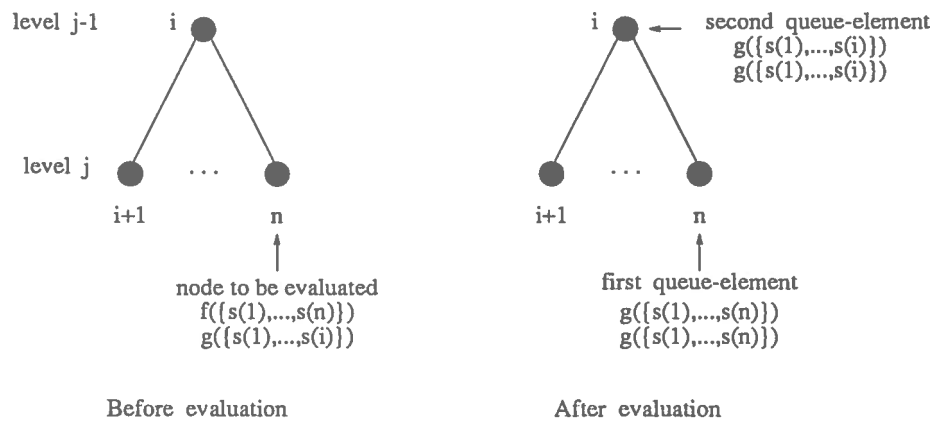 level j-1
i
level j
...
i+1
n
node to be evaluated
f({s(1),...,s(n)})
g({s(1),...,s(i)})
Before evaluation
i
second queue-element
g({s(1),...,s(i)})
g({s(1),...,s(i)})
...
i+1
n
first queue-element
g({s(1),...,s(n)})
g({s(1),...,s(n)})
After evaluation